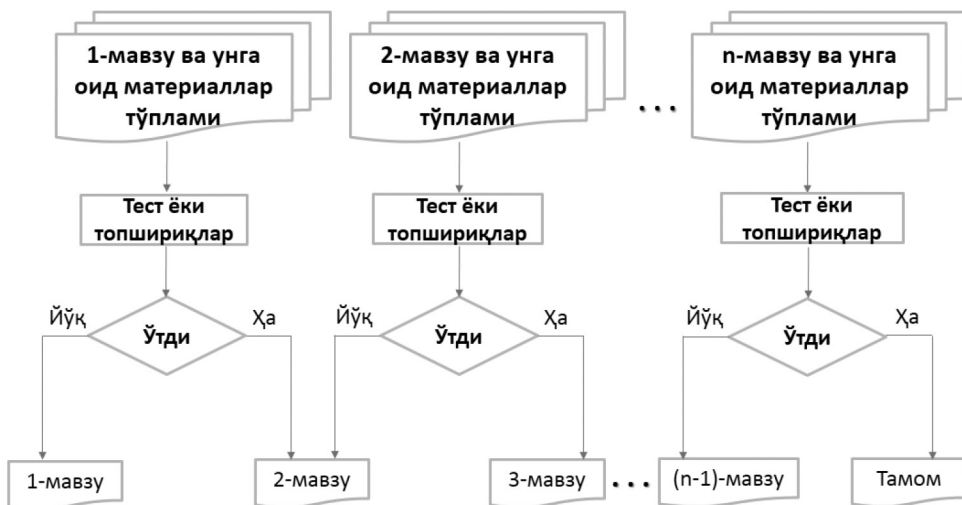 1-мавзу ва унга
оид материаллар
тўплами
2-мавзу ва унга
оид материаллар
тўплами
. . .
n-мавзу ва унга
оид материаллар
тўплами
Тест ёки
топшириқлар
Тест ёки
топшириқлар
Тест ёки
топшириқлар
Йўқ
Ўтди
Ҳа
Йўқ
Ўтди
Ҳа
Йўқ
Ўтди
Ҳа
1-мавзу
2-мавзу
3-мавзу
. . .
(n-1)-мавзу
Тамом